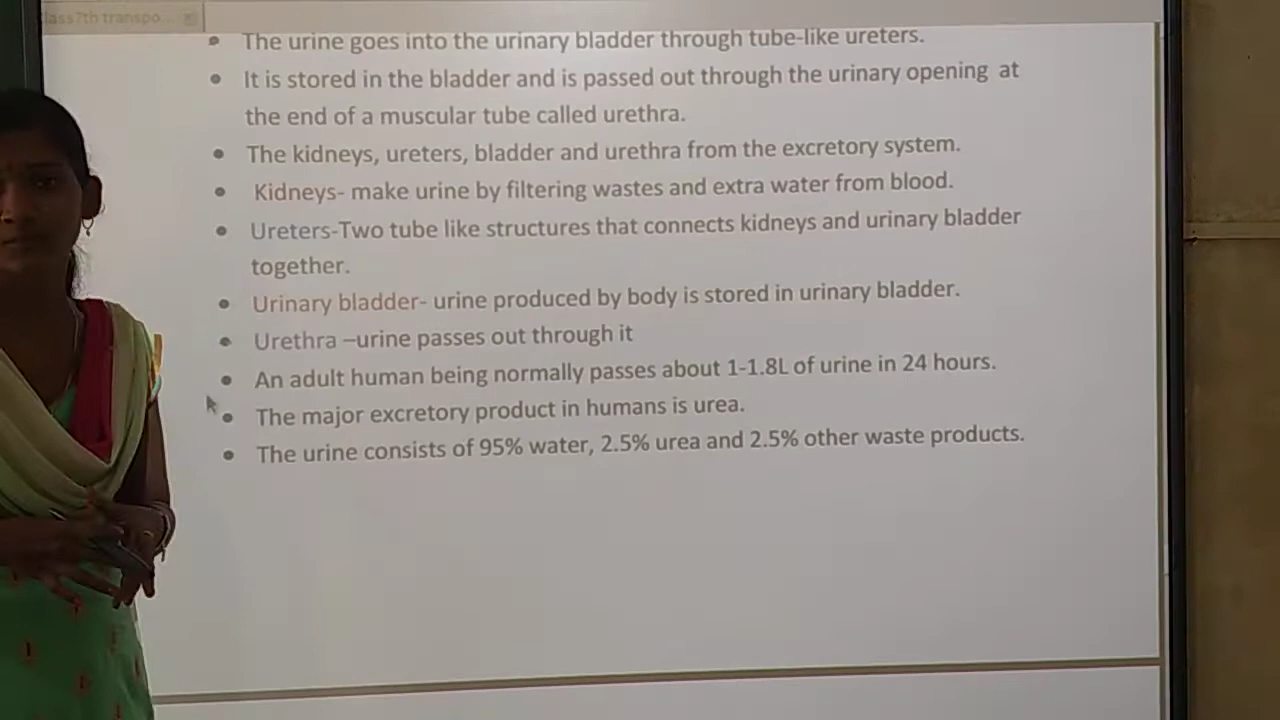 lass7th transpo...
• The urine goes into the urinary bladder through tube-like ureters.
• It is stored in the bladder and is passed out through the urinary opening at
the end of a muscular tube called urethra.
• The kidneys, ureters, bladder and urethra from the excretory system.
• Kidneys- make urine by filtering wastes and extra water from blood.
• Ureters-Two tube like structures that connects kidneys and urinary bladder
together.
• Urinary bladder- urine produced by body is stored in urinary bladder.
• Urethra –urine passes out through it
• An adult human being normally passes about 1-1.8L of urine in 24 hours.
• The major excretory product in humans is urea.
• The urine consists of 95% water, 2.5% urea and 2.5% other waste products.